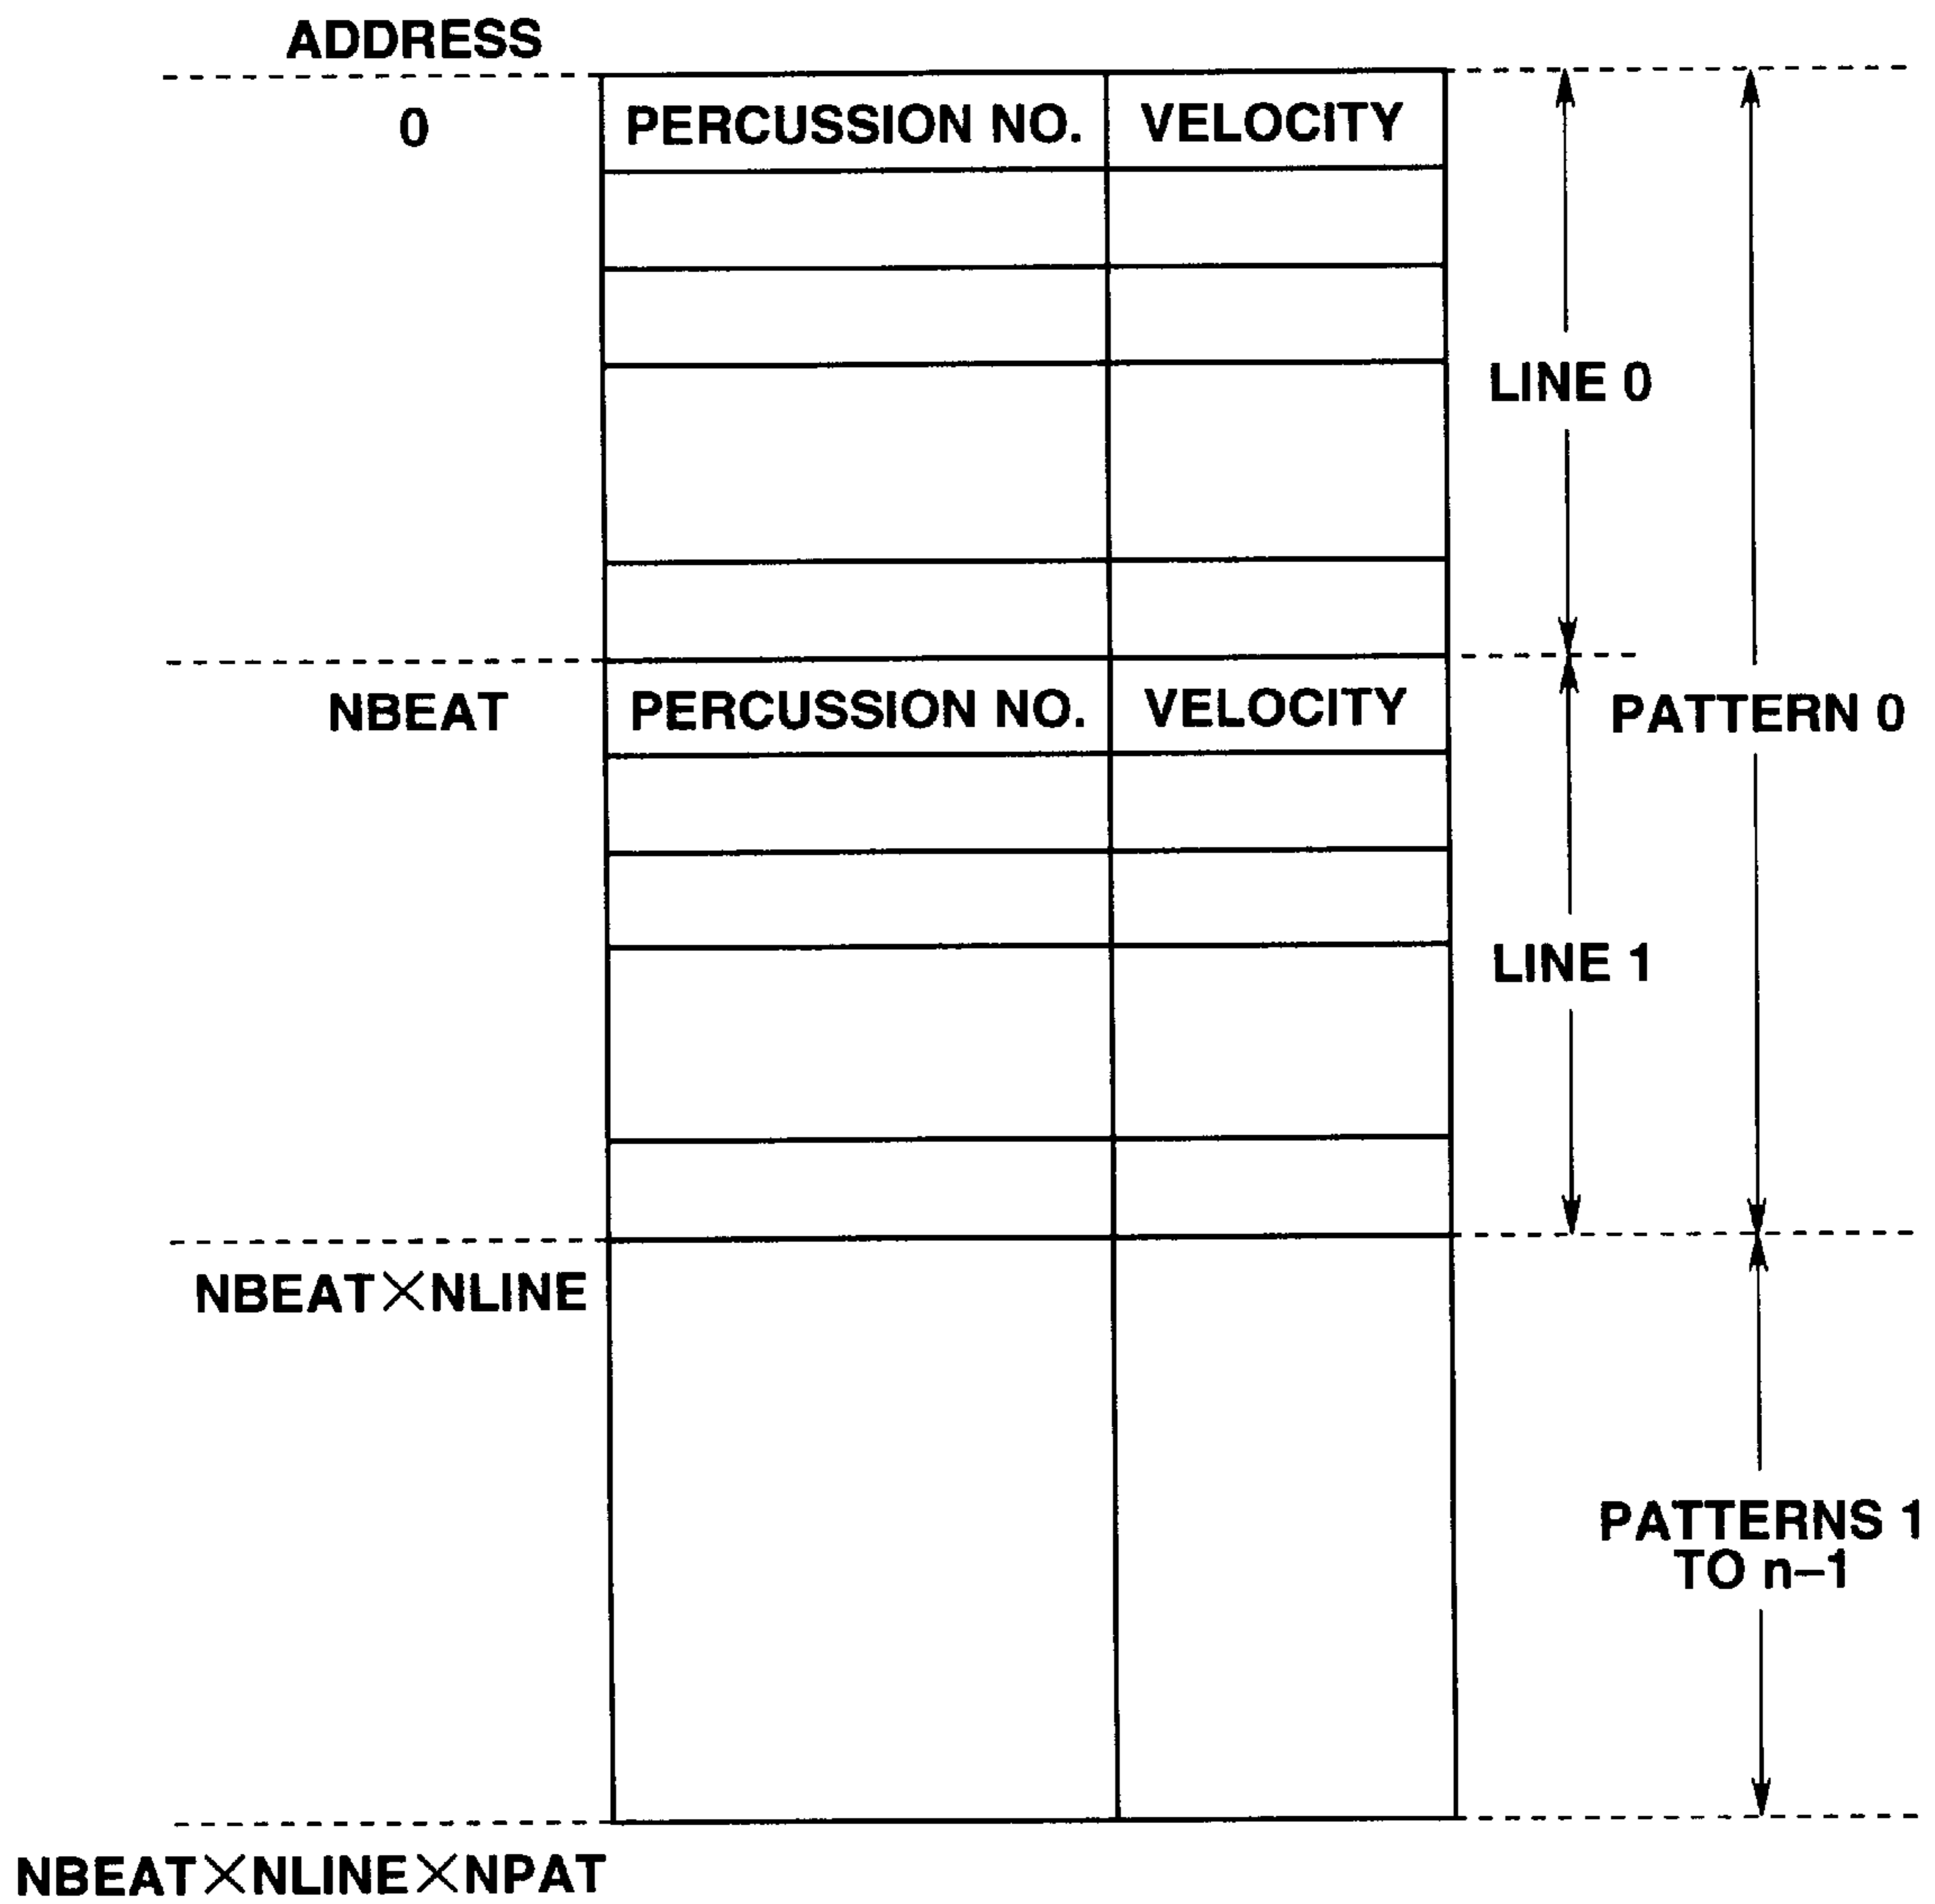 ADDRESS
0
PERCUSSION NO. VELOCITY
LINE 0
NBEAT
PERCUSSION NO. VELOCITY
PATTERN 0
LINE 1
NBEAT×NLINE
PATTERNS 1
TO n–1
NBEAT×NLINE×NPAT